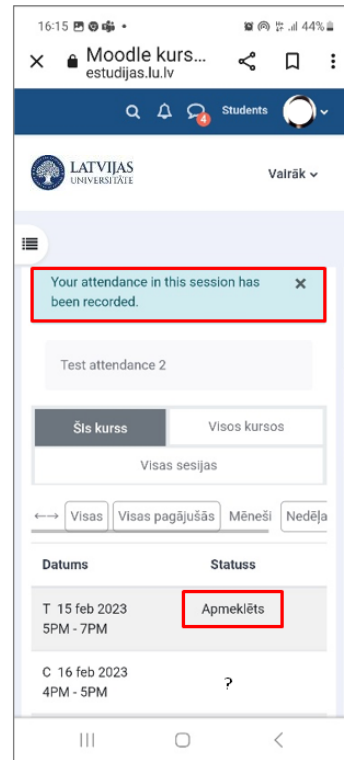 16:15 44%
Moodle kurs...
estudijas.lu.lv
4 Students
LATVIJAS
UNIVERSITĀTE
Vairāk
Your attendance in this session has
been recorded.
Test attendance 2
Šis kurss Visos kursos
Visas sesijas
←→ Visas Visas pagājušās Mēneši Nedēļa
Datums Statuss
T 15 feb 2023 Apmeklēts
5PM - 7PM
C 16 feb 2023 ?
4PM - 5PM